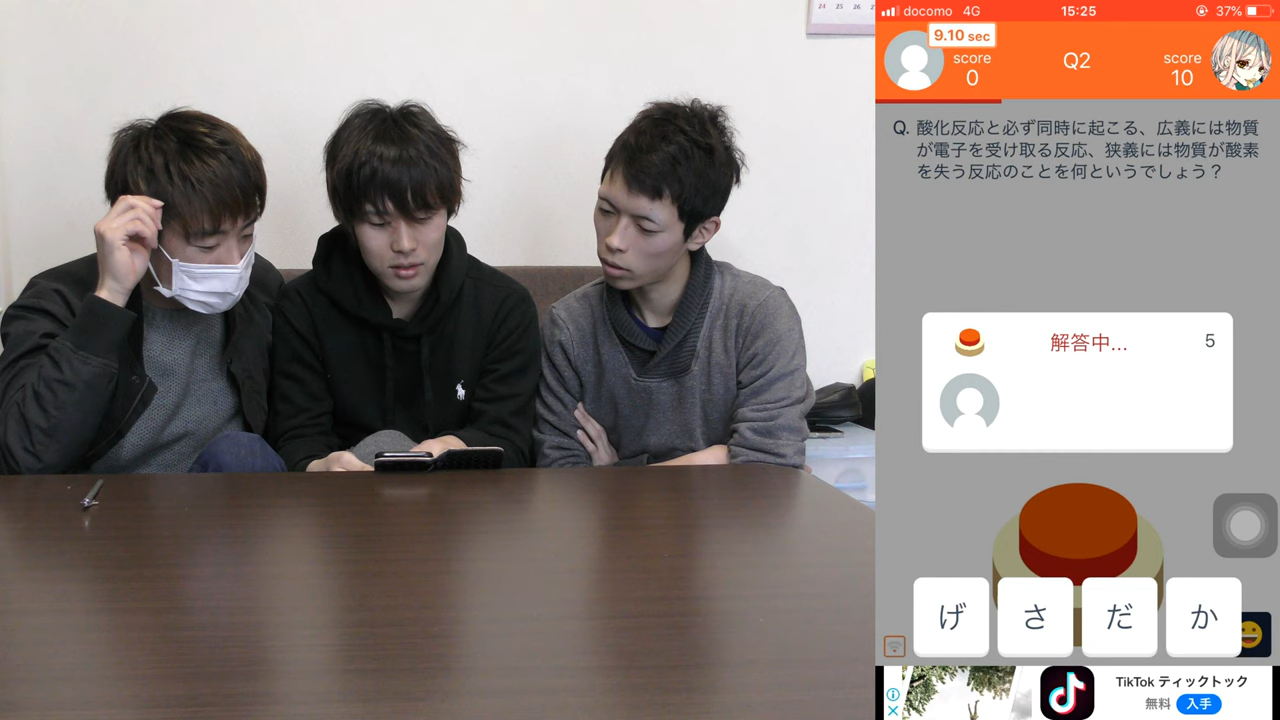 24 25 26 27
docomo 4G 15:25 37%
9.10 sec
score
0
Q2
score
10
Q. 酸化反応と必ず同時に起こる、広義には物質
が電子を受け取る反応、狭義には物質が酸素
を失う反応のことを何というでしょう？
解答中... 5
げ さ だ か
TikTok ティックトック
無料 入手